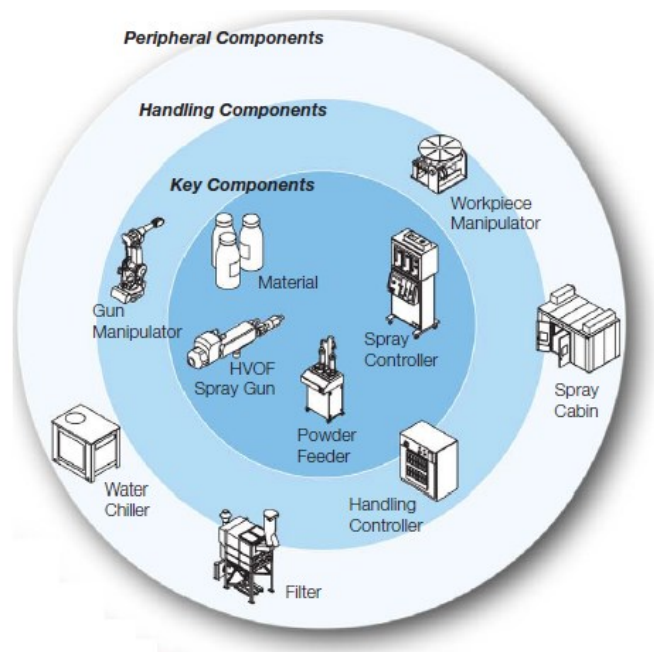 Peripheral Components
Handling Components
Key Components
Workpiece
Manipulator
Material
Gun
Manipulator
Spray
Controller
HVOF
Spray Gun
Spray
Cabin
Powder
Feeder
Water
Chiller
Handling
Controller
Filter